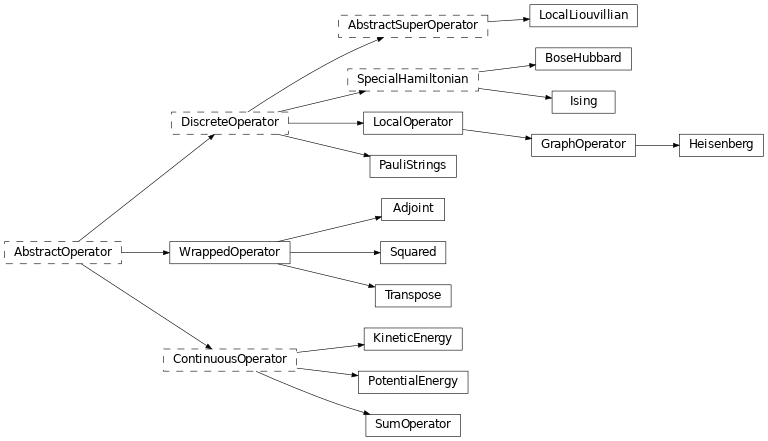 AbstractSuperOperator
LocalLiouvillian
SpecialHamiltonian
BoseHubbard
Ising
DiscreteOperator
LocalOperator
GraphOperator
Heisenberg
PauliStrings
Adjoint
AbstractOperator
WrappedOperator
Squared
Transpose
KineticEnergy
ContinuousOperator
PotentialEnergy
SumOperator